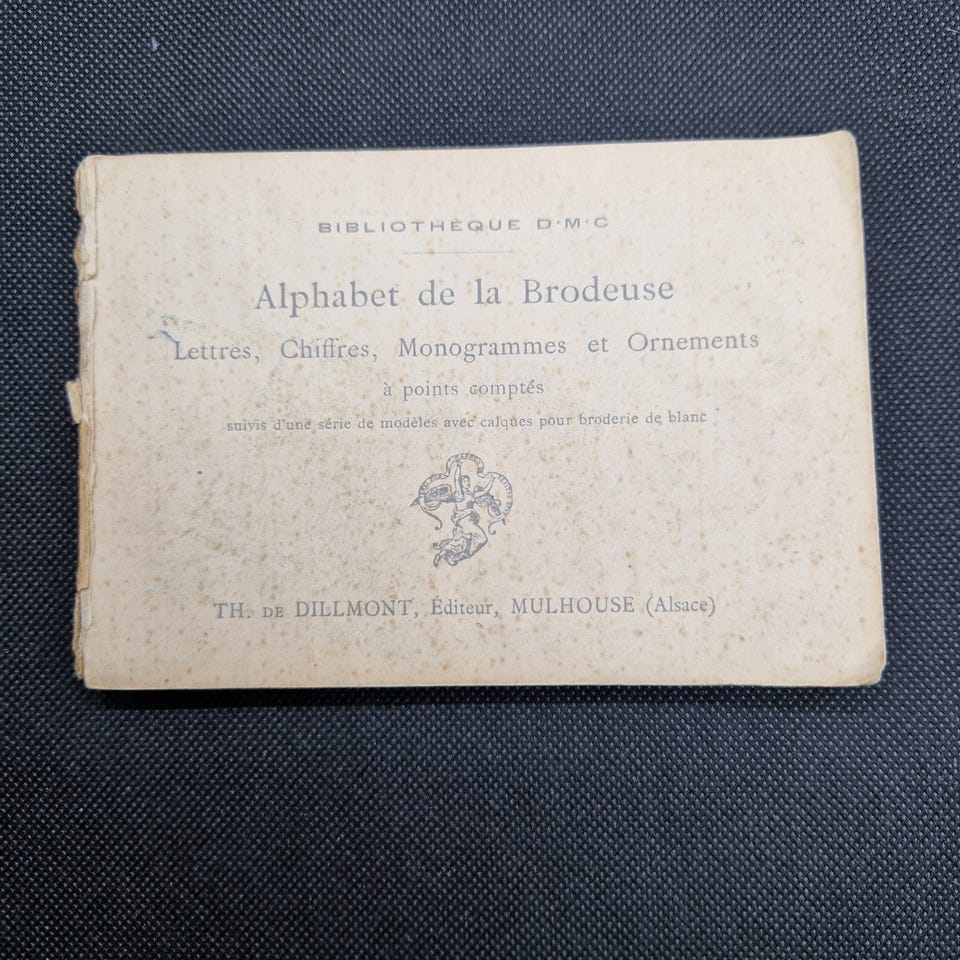 BIBLIOTHÈQUE D·M·C
Alphabet de la Brodeuse
Lettres, Chiffres, Monogrammes et Ornements
à points comptés
suivis d'une série de modèles avec calques pour broderie de blanc
TH. DE DILLMONT, Éditeur, MULHOUSE (Alsace)